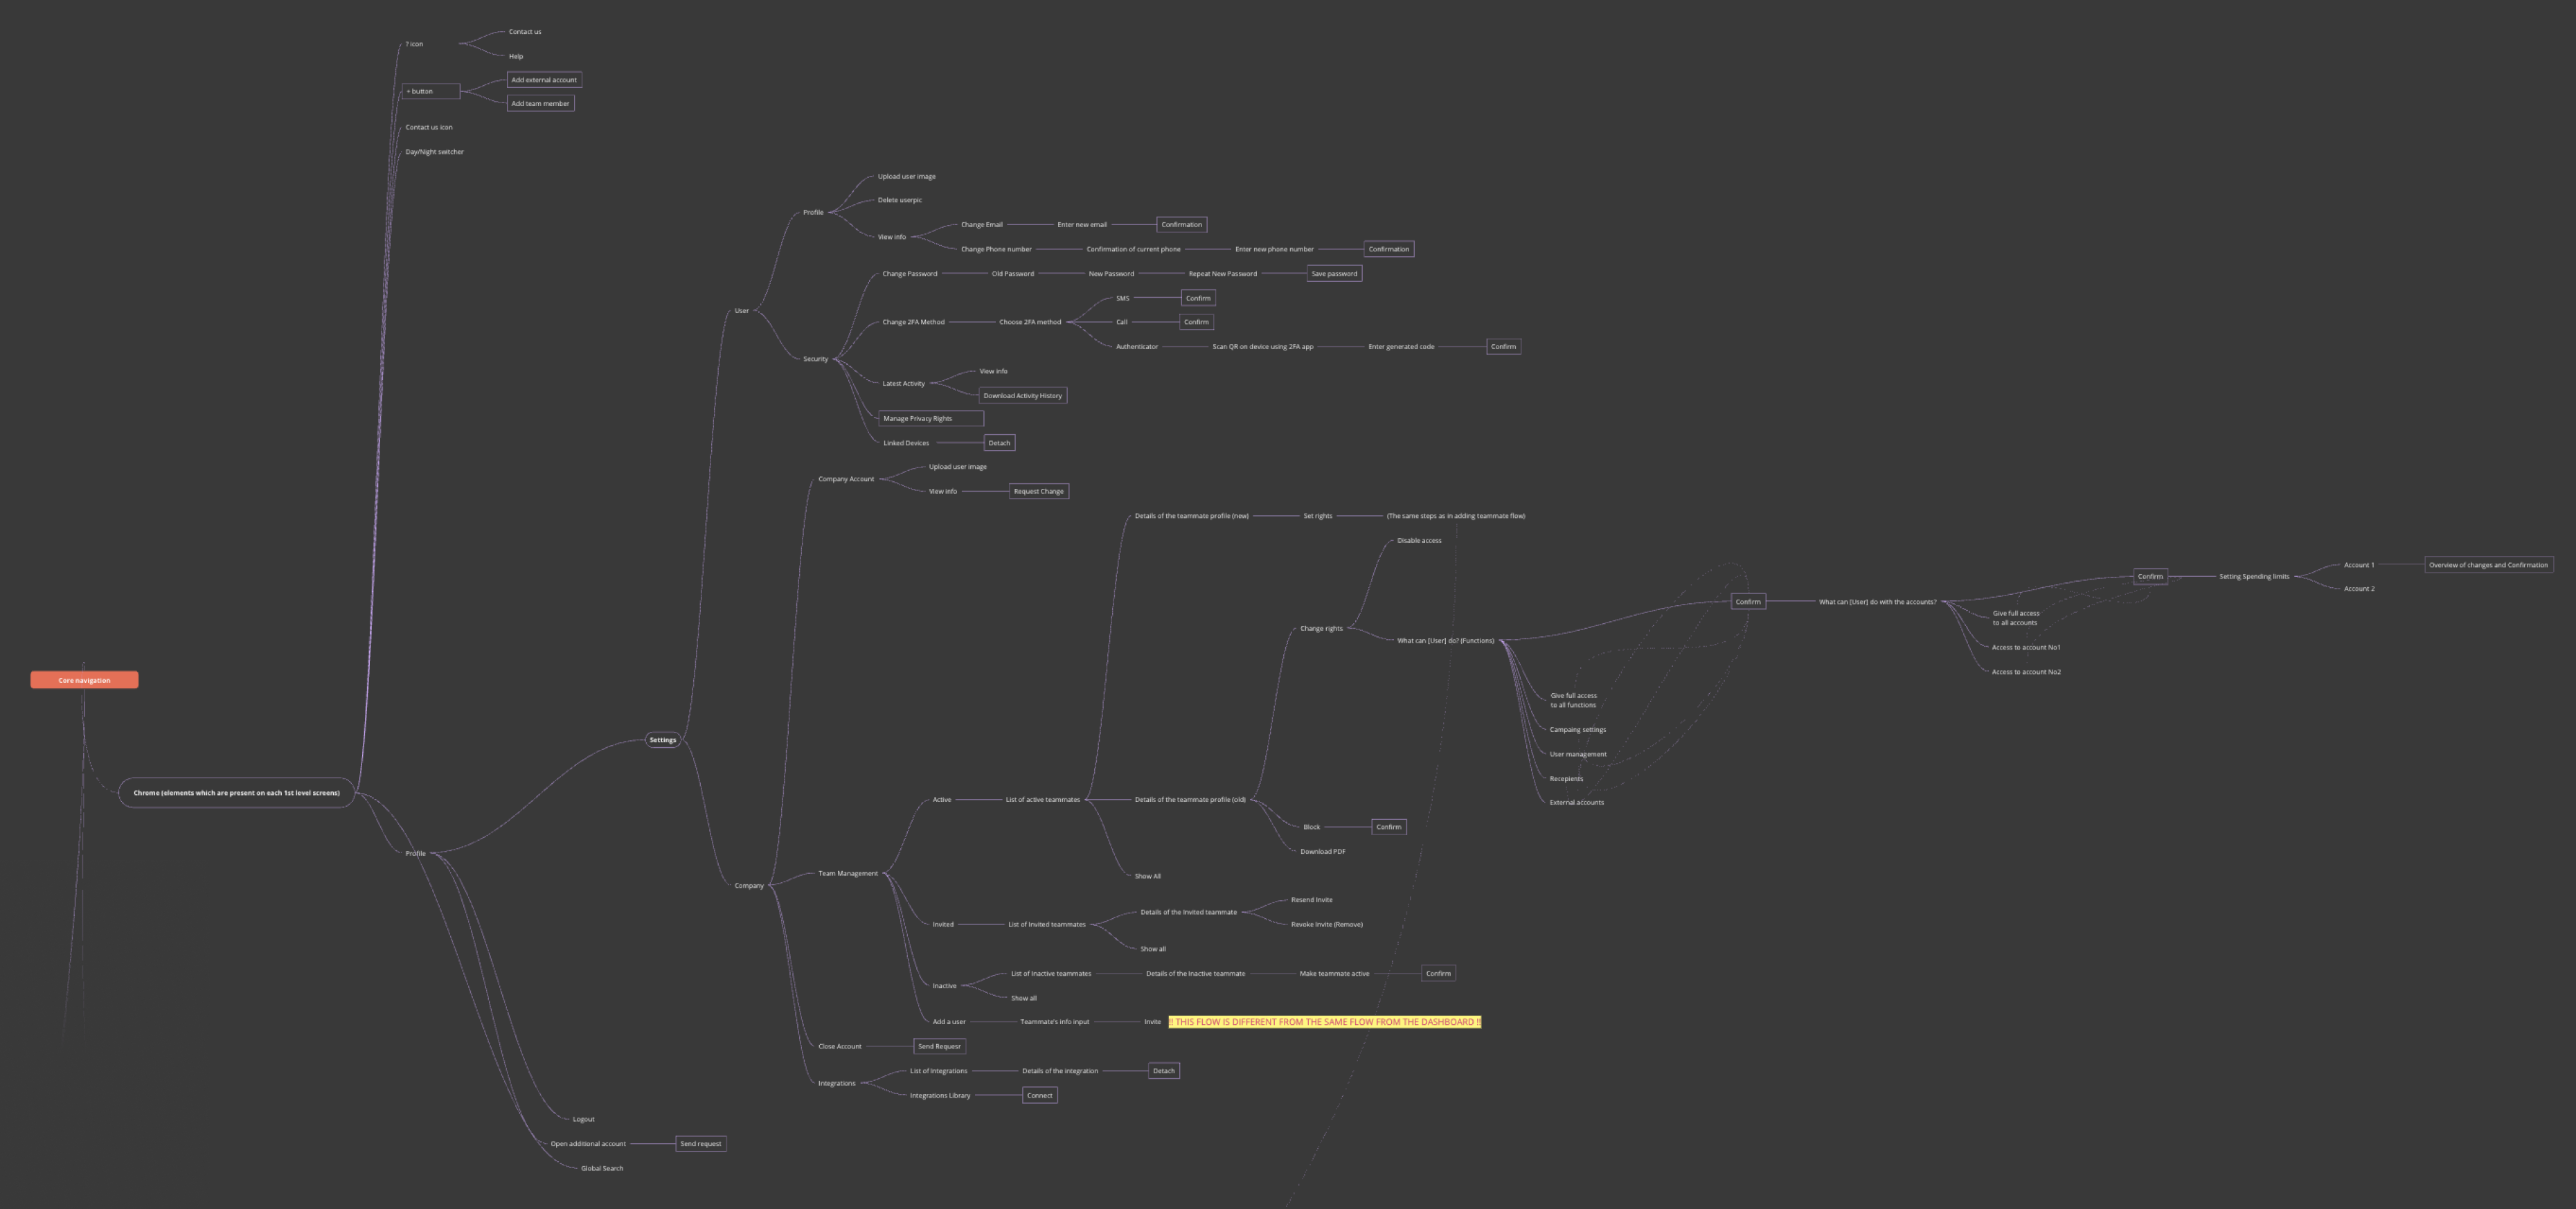 Contact us
? icon
Help
Add external account
+ button
Add team member
Contact us icon
Day/Night switcher
Upload user image
Delete userpic
Profile
Change Email
Enter new email
Confirmation
View info
Change Phone number
Confirmation of current phone
Enter new phone number
Confirmation
Change Password
Old Password
New Password
Repeat New Password
Save password
SMS
Confirm
User
Change 2FA Method
Choose 2FA method
Call
Confirm
Authenticator
Scan QR on device using 2FA app
Enter generated code
Confirm
Security
View info
Latest Activity
Download Activity History
Manage Privacy Rights
Linked Devices
Detach
Upload user image
Company Account
View info
Request Change
Details of the teammate profile (new)
Set rights
(The same steps as in adding teammate flow)
Disable access
Account 1
Overview of changes and Confirmation
Confirm
Setting Spending limits
Account 2
Confirm
What can [User] do with the accounts?
Give full access
to all accounts
Change rights
What can [User] do? (Functions)
Access to account No1
Access to account No2
Core navigation
Give full access
to all functions
Campaing settings
Settings
User management
Recepients
Chrome (elements which are present on each 1st level screens)
Active
List of active teammates
Details of the teammate profile (old)
External accounts
Block
Confirm
Profile
Download PDF
Team Management
Show All
Company
Resend Invite
Details of the Invited teammate
Invited
List of Invited teammates
Revoke Invite (Remove)
Show all
List of Inactive teammates
Details of the Inactive teammate
Make teammate active
Confirm
Inactive
Show all
Add a user
Teammate's info input
Invite
!! THIS FLOW IS DIFFERENT FROM THE SAME FLOW FROM THE DASHBOARD !!
Close Account
Send Requesr
List of Integrations
Details of the integration
Detach
Integrations
Integrations Library
Connect
Logout
Open additional account
Send request
Global Search